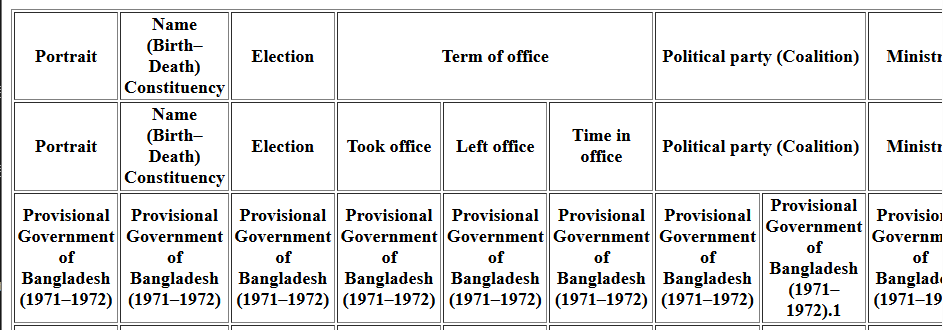 Portrait
Name
(Birth–
Death)
Constituency
Election
Term of office
Political party (Coalition)
Ministr
Portrait
Name
(Birth–
Death)
Constituency
Election
Took office
Left office
Time in
office
Political party (Coalition)
Ministr
Provisional
Government
of
Bangladesh
(1971–1972)
Provisional
Government
of
Bangladesh
(1971–1972)
Provisional
Government
of
Bangladesh
(1971–1972)
Provisional
Government
of
Bangladesh
(1971–1972)
Provisional
Government
of
Bangladesh
(1971–1972)
Provisional
Government
of
Bangladesh
(1971–1972)
Provisional
Government
of
Bangladesh
(1971–1972)
Provisional
Government
of
Bangladesh
(1971–
1972).1
Provision
Governm
of
Banglade
(1971–19